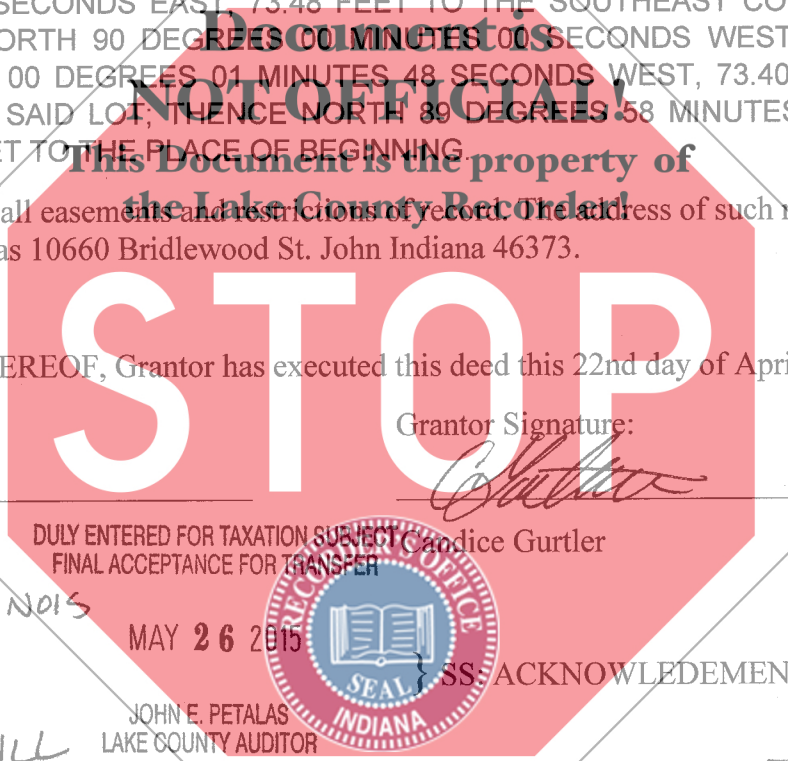 SECONDS EAST, 73.48 FEET TO THE SOUTHEAST CO
Document is
ORTH 90 DEGREES 00 MINUTES 00 SECONDS WEST
00 DEGREES 01 MINUTES 48 SECONDS WEST, 73.40
NOT OFFICIAL!
SAID LOT; THENCE NORTH 89 DEGREES 58 MINUTES
ET TO THE PLACE OF BEGINNING.
This Document is the property of
the Lake County Recorder!
all easements and restrictions of record. The address of such
as 10660 Bridlewood St. John Indiana 46373.
STOP
EREOF, Grantor has executed this deed this 22nd day of Apri
Grantor Signature:
DULY ENTERED FOR TAXATION SUBJECT
Candice Gurtler
FINAL ACCEPTANCE FOR TRANSFER
NOIS
MAY 26 2015
RECORDER'S OFFICE
SEAL
INDIANA
} SS: ACKNOWLEDEMEN
JOHN E. PETALAS
LAKE COUNTY AUDITOR
ILL